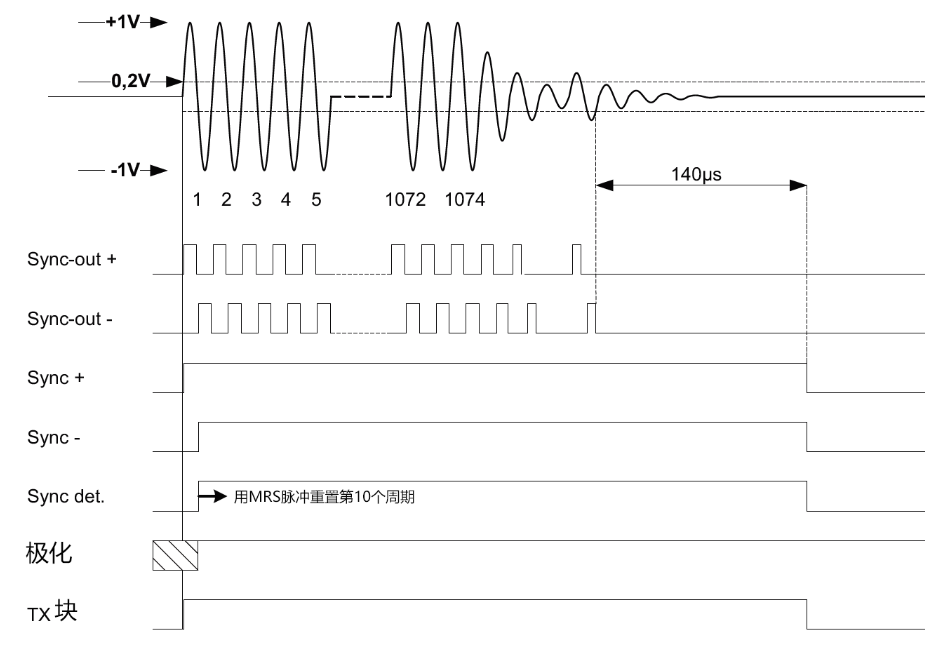 +1V
0,2V
-1V
1 2 3 4 5 1072 1074
140µs
Sync-out +
Sync-out -
Sync +
Sync -
Sync det. 用MRS脉冲重置第10个周期
极化
TX 块